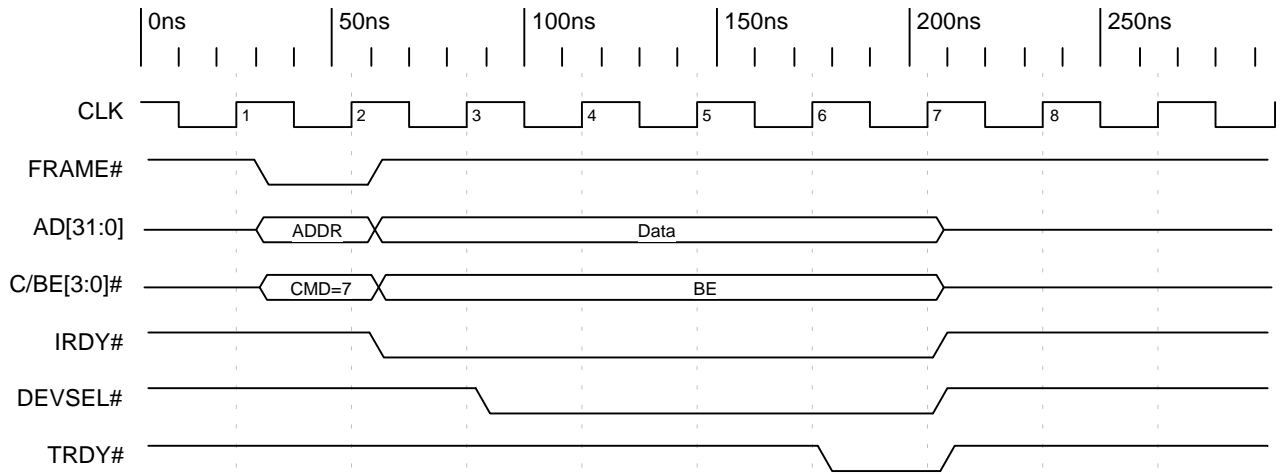 0ns 50ns 100ns 150ns 200ns 250ns
CLK 1 2 3 4 5 6 7 8
FRAME#
AD[31:0] ADDR Data
C/BE[3:0]# CMD=7 BE
IRDY#
DEVSEL#
TRDY#